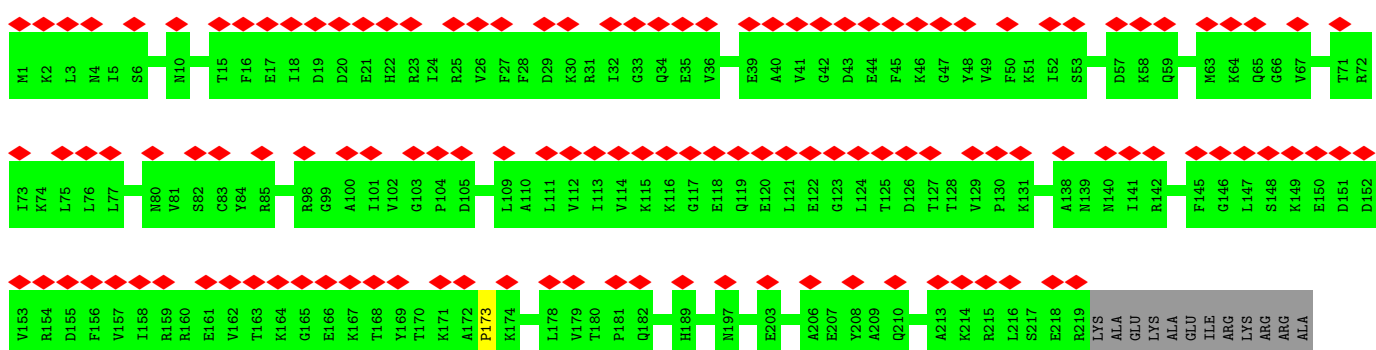 M1 K2 L3 N4 I5 S6 N10 T15 F16 E17 I18 D19 D20 E21 H22 R23 I24 R25 V26 F27 F28 D29 K30 R31 I32 G33 Q34 E35 V36 E39 A40 V41 G42 D43 E44 F45 K46 G47 Y48 V49 F50 K51 I52 S53 D57 K58 Q59 M63 K64 Q65 G66 V67 T71 R72
I73 K74 L75 L76 L77 N80 V81 S82 C83 Y84 R85 R98 G99 A100 I101 V102 G103 P104 D105 L109 A110 L111 V112 I113 V114 K115 K116 G117 E118 Q119 E120 L121 E122 G123 L124 T125 D126 T127 T128 V129 P130 K131 A138 N139 N140 I141 R142 F145 G146 L147 S148 K149 E150 D151 D152
V153 R154 D155 F156 V157 I158 R159 R160 E161 V162 T163 K164 G165 E166 K167 T168 Y169 T170 K171 A172 P173 K174 L178 V179 T180 P181 Q182 H189 N197 E203 A206 E207 Y208 A209 Q210 A213 K214 R215 L216 S217 E218 R219 LYS ALA GLU LYS ALA GLU ILE ARG LYS ARG ARG ALA